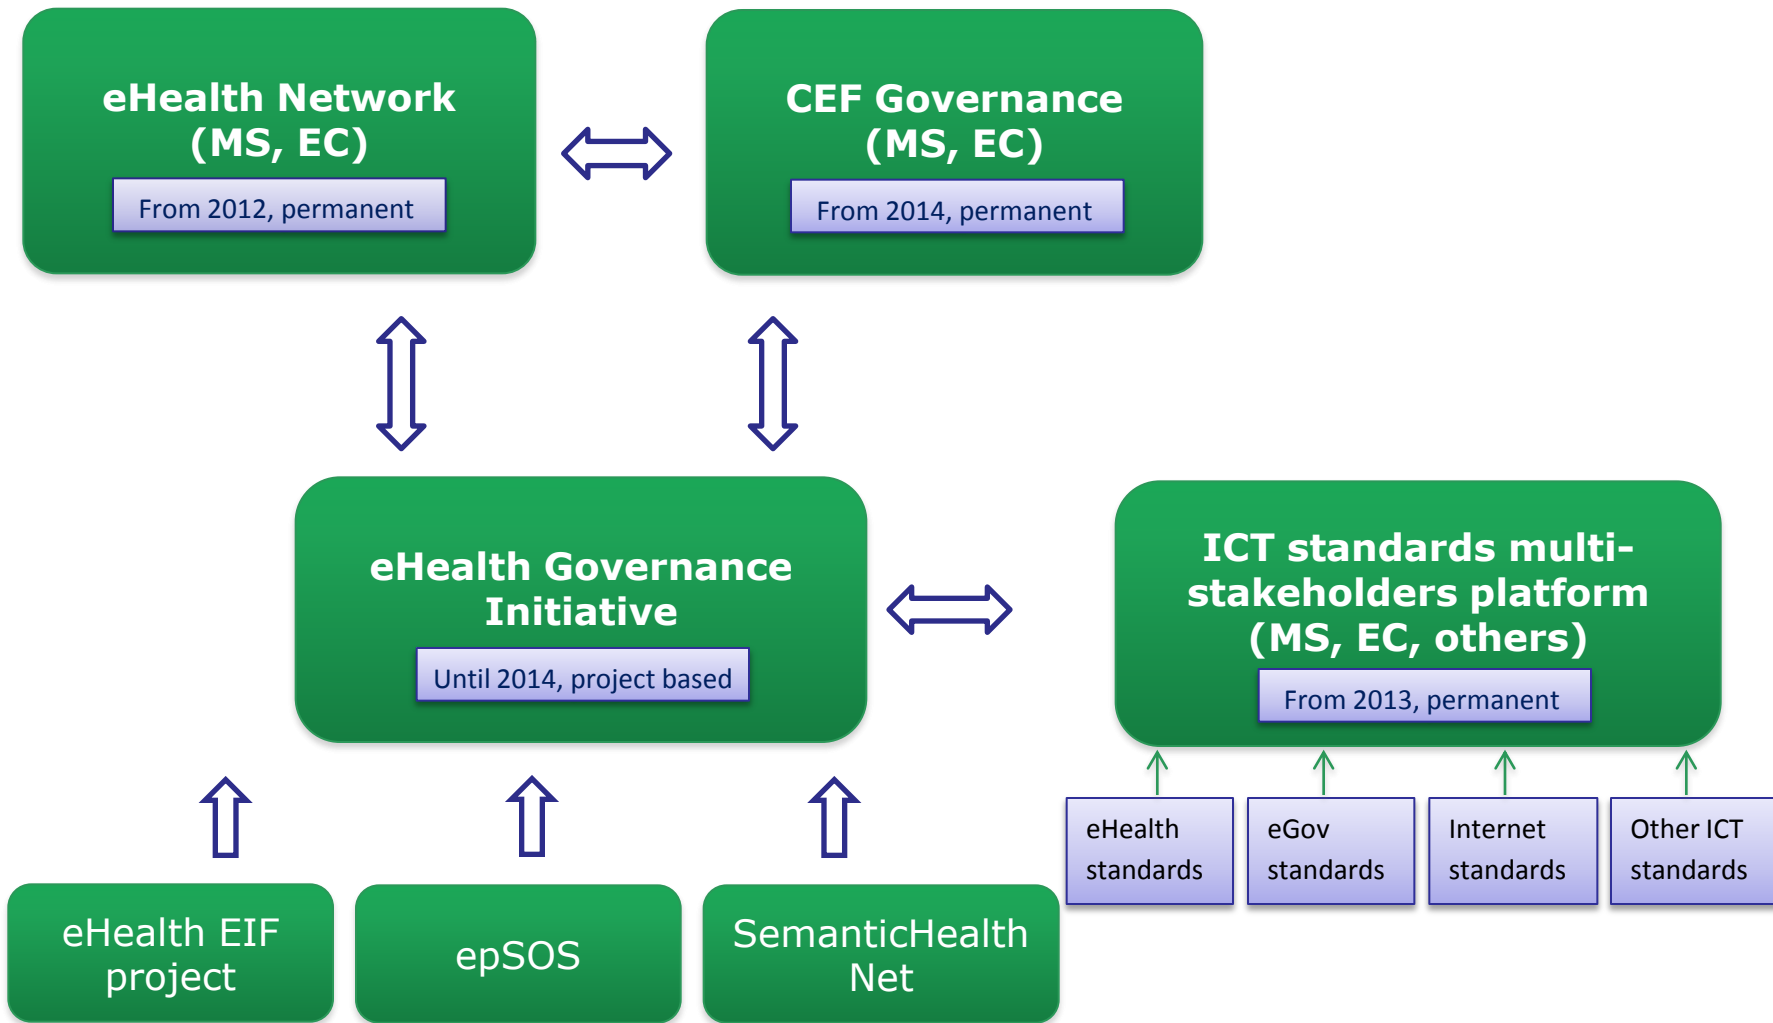 eHealth Network
(MS, EC)
From 2012, permanent
CEF Governance
(MS, EC)
From 2014, permanent
eHealth Governance
Initiative
Until 2014, project based
ICT standards multi-
stakeholders platform
(MS, EC, others)
From 2013, permanent
eHealth
standards
eGov
standards
Internet
standards
Other ICT
standards
eHealth EIF
project
epSOS
SemanticHealth
Net